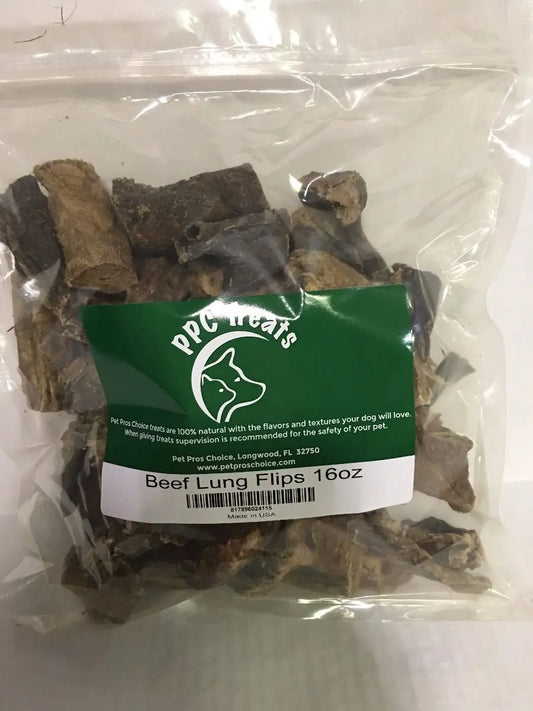 PPC Treats
Pet Pros Choice treats are 100% natural with the flavors and textures your dog will love.
When giving treats supervision is recommended for the safety of your pet.
Pet Pros Choice, Longwood, FL 32750
www.petproschoice.com
Beef Lung Flips 16oz
817896024115
Made in USA